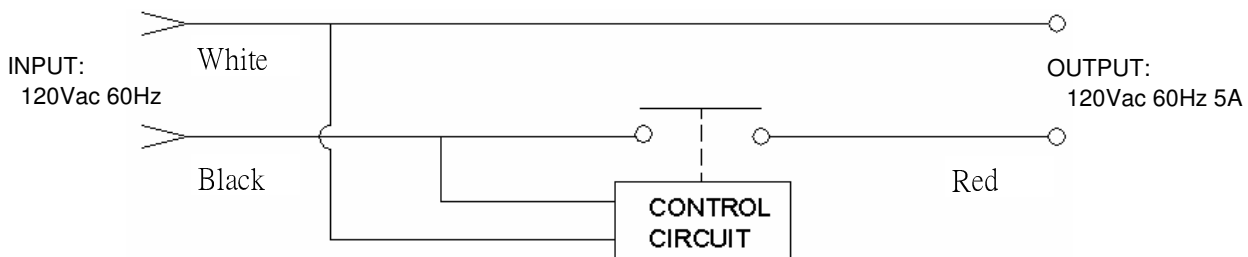 White
INPUT:
120Vac 60Hz
OUTPUT:
120Vac 60Hz 5A
Black
Red
CONTROL
CIRCUIT